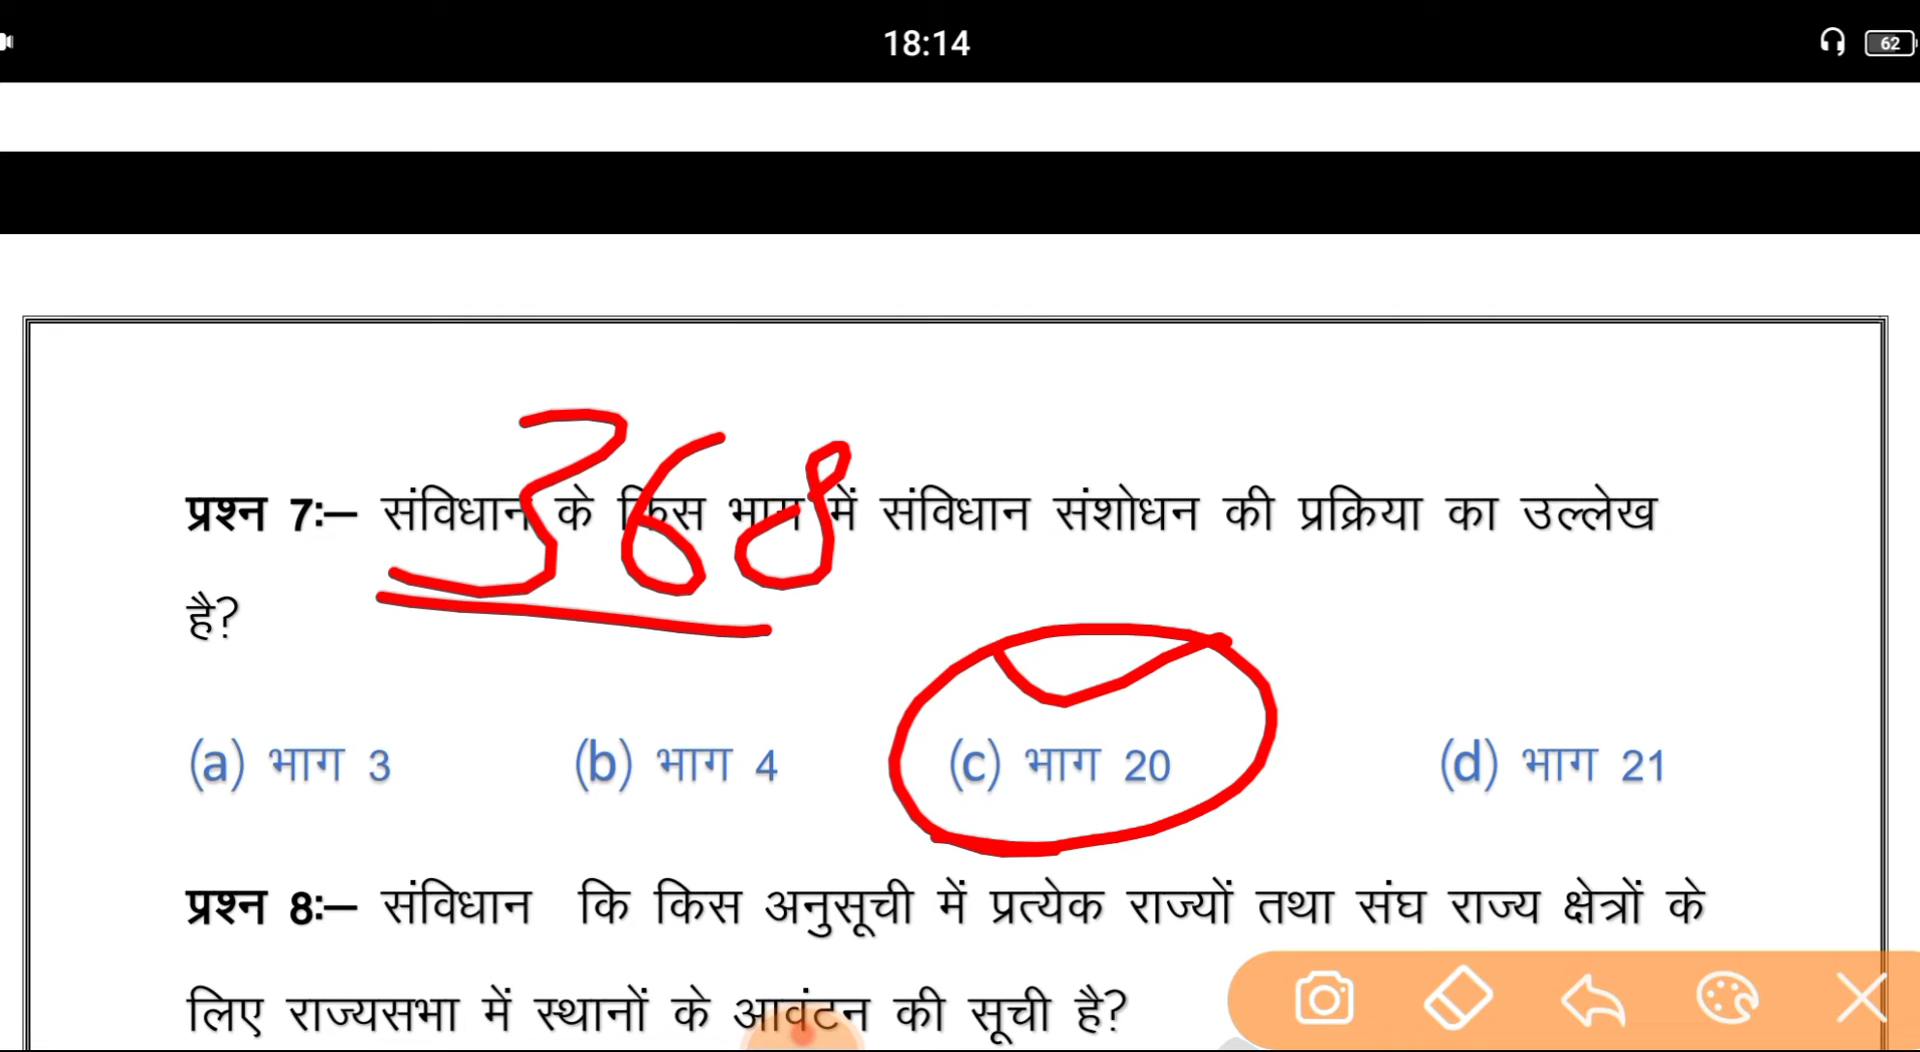 18:14
62
368
प्रश्न 7:– संविधान के किस भाग में संविधान संशोधन की प्रक्रिया का उल्लेख
है?
(a) भाग 3 (b) भाग 4 (c) भाग 20 (d) भाग 21
प्रश्न 8:– संविधान कि किस अनुसूची में प्रत्येक राज्यों तथा संघ राज्य क्षेत्रों के
लिए राज्यसभा में स्थानों के आवंटन की सूची है?